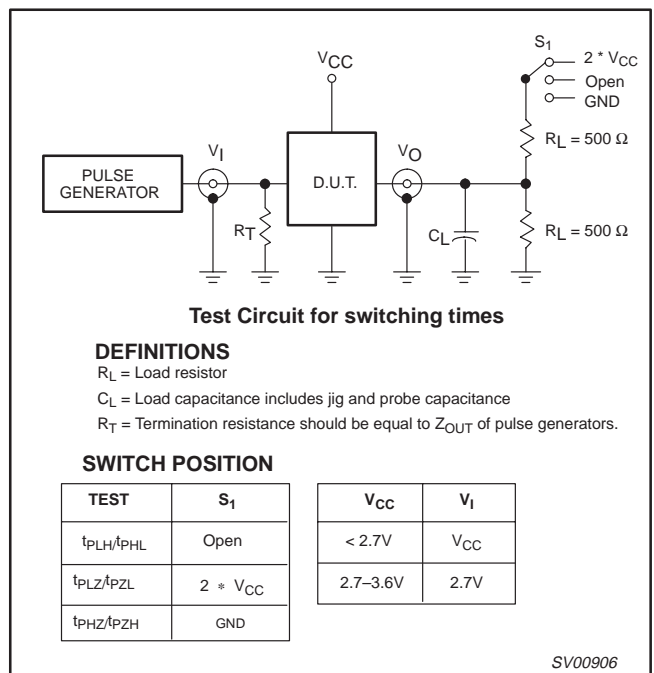 S1
2 * VCC
Open
GND
VCC
RL = 500 Ω
VI
VO
PULSE
GENERATOR
D.U.T.
RT
CL
RL = 500 Ω
Test Circuit for switching times
DEFINITIONS
RL = Load resistor
CL = Load capacitance includes jig and probe capacitance
RT = Termination resistance should be equal to ZOUT of pulse generators.
SWITCH POSITION
TEST S1
tPLH/tPHL Open
tPLZ/tPZL 2 * VCC
tPHZ/tPZH GND
VCC VI
< 2.7V VCC
2.7–3.6V 2.7V
SV00906